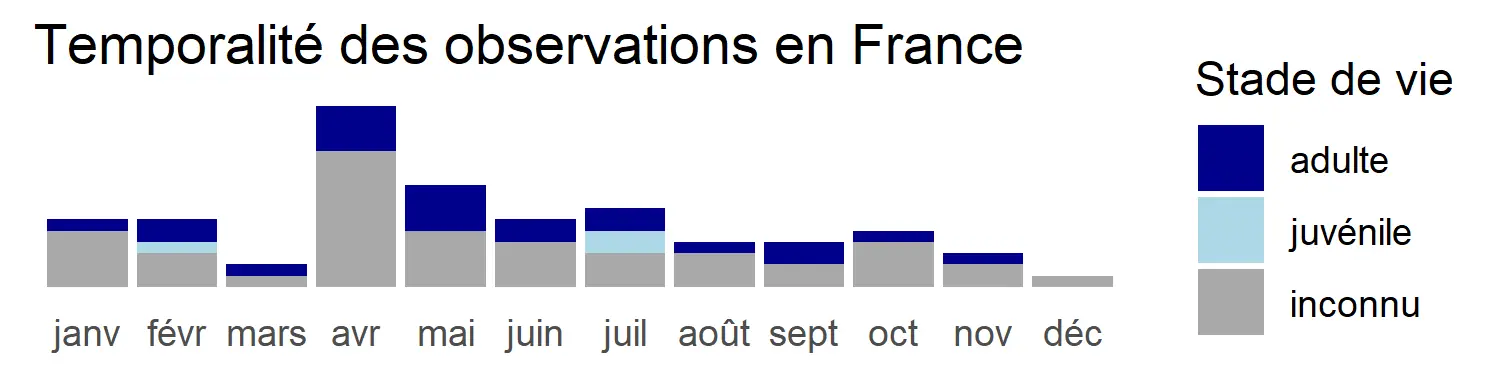 Temporalité des observations en France
Stade de vie
adulte
juvénile
inconnu
janv févr mars avr mai juin juil août sept oct nov déc